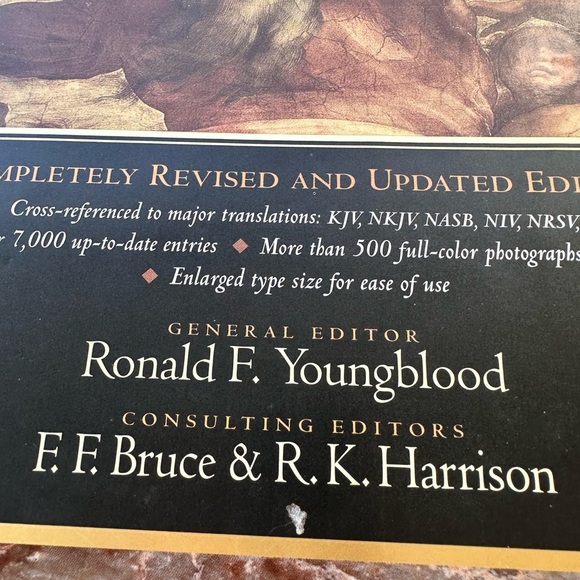 MPLETELY REVISED AND UPDATED EDI
Cross-referenced to major translations: KJV, NKJV, NASB, NIV, NRSV,
r 7,000 up-to-date entries ◆ More than 500 full-color photographs
◆ Enlarged type size for ease of use
GENERAL EDITOR
Ronald F. Youngblood
CONSULTING EDITORS
F. F. Bruce & R. K. Harrison